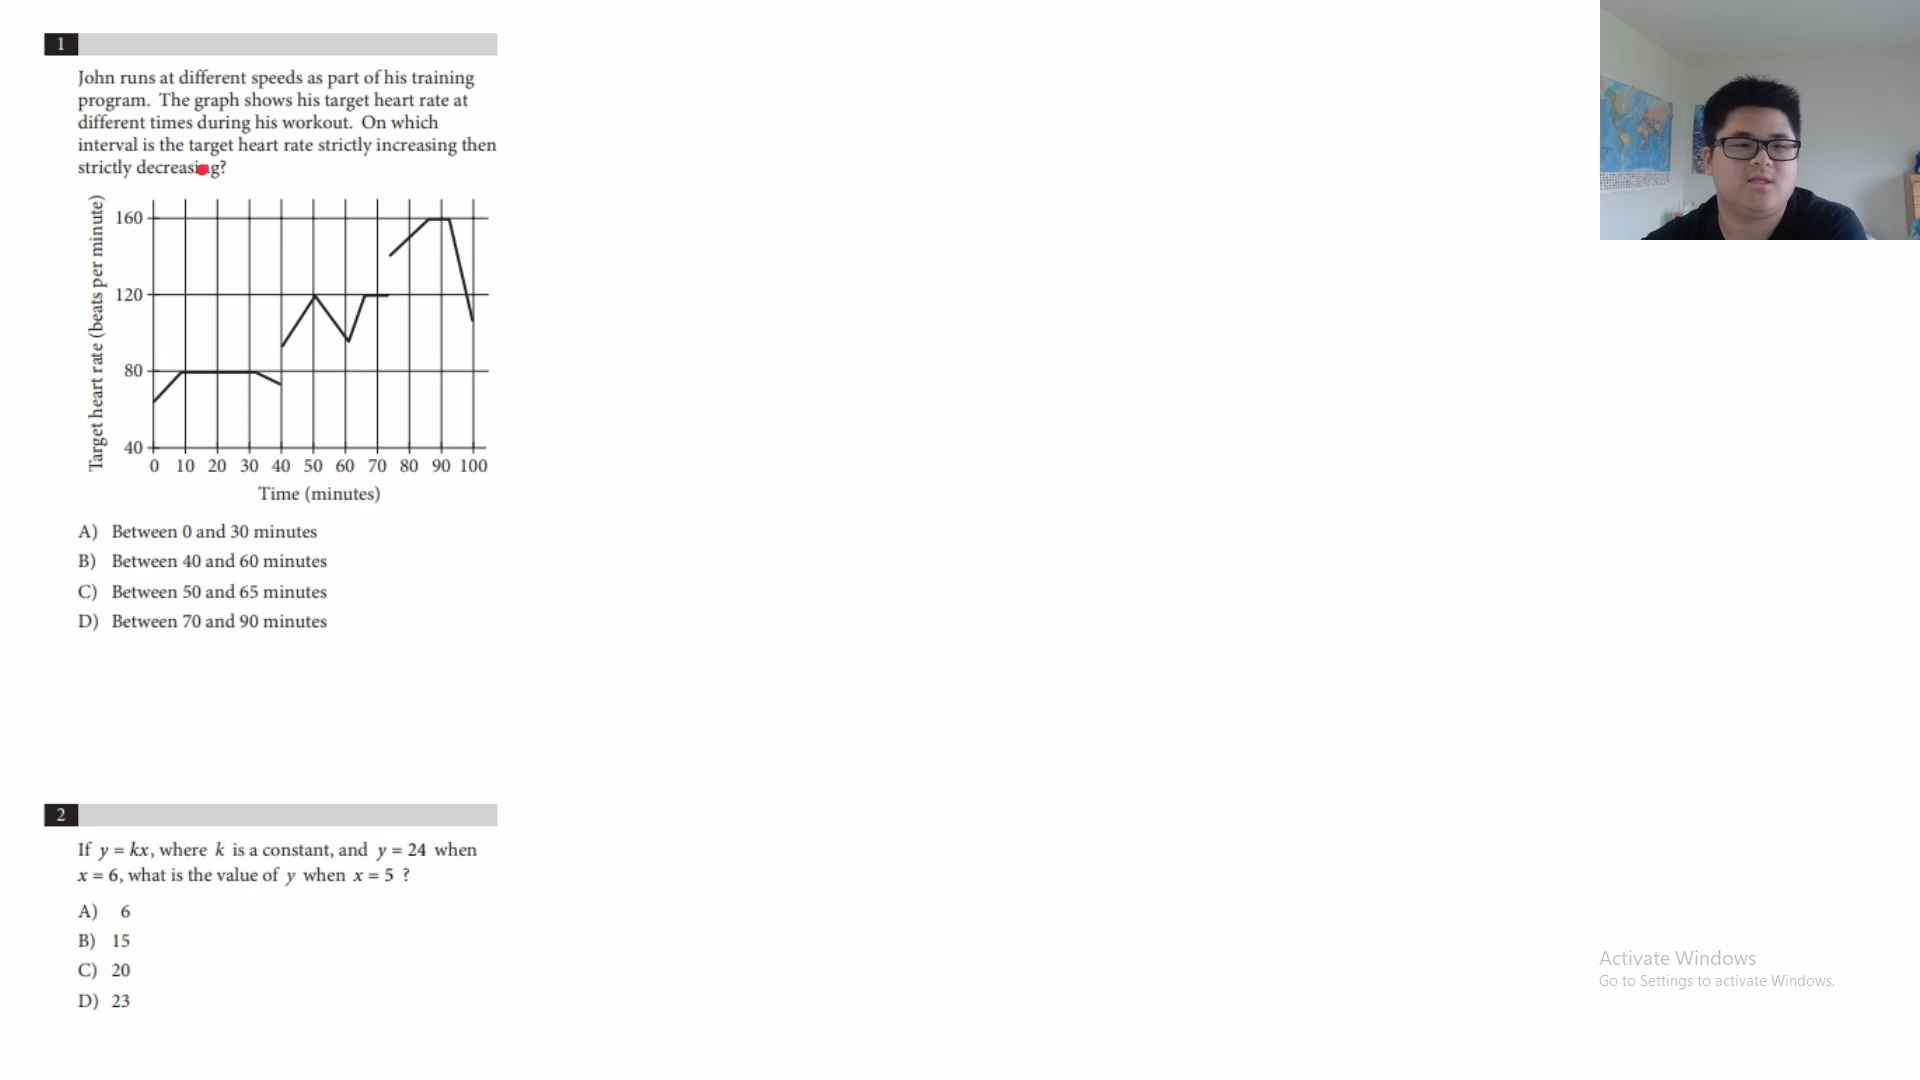 1
John runs at different speeds as part of his training
program. The graph shows his target heart rate at
different times during his workout. On which
interval is the target heart rate strictly increasing then
strictly decreasing?
Target heart rate (beats per minute)
160
120
80
40
0 10 20 30 40 50 60 70 80 90 100
Time (minutes)
A) Between 0 and 30 minutes
B) Between 40 and 60 minutes
C) Between 50 and 65 minutes
D) Between 70 and 90 minutes
2
If y = kx, where k is a constant, and y = 24 when
x = 6, what is the value of y when x = 5 ?
A) 6
B) 15
C) 20
D) 23
Activate Windows
Go to Settings to activate Windows.